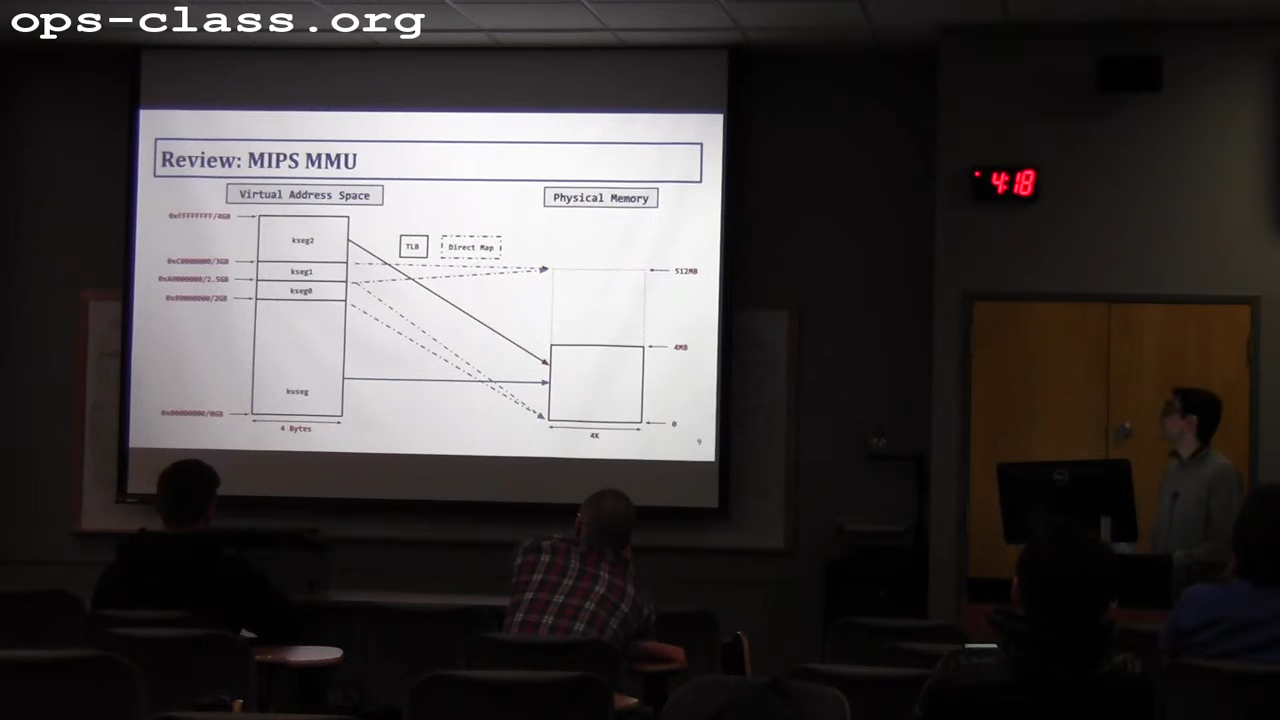 ops-class.org
Review: MIPS MMU
Virtual Address Space
Physical Memory
0xFFFFFFFF/4GB
kseg2
TLB
Direct Map
0xC0000000/3GB
kseg1
512MB
0xA0000000/2.5GB
kseg0
0x80000000/2GB
4MB
kuseg
0x00000000/0GB
0
4 Bytes
4K
9
4:18